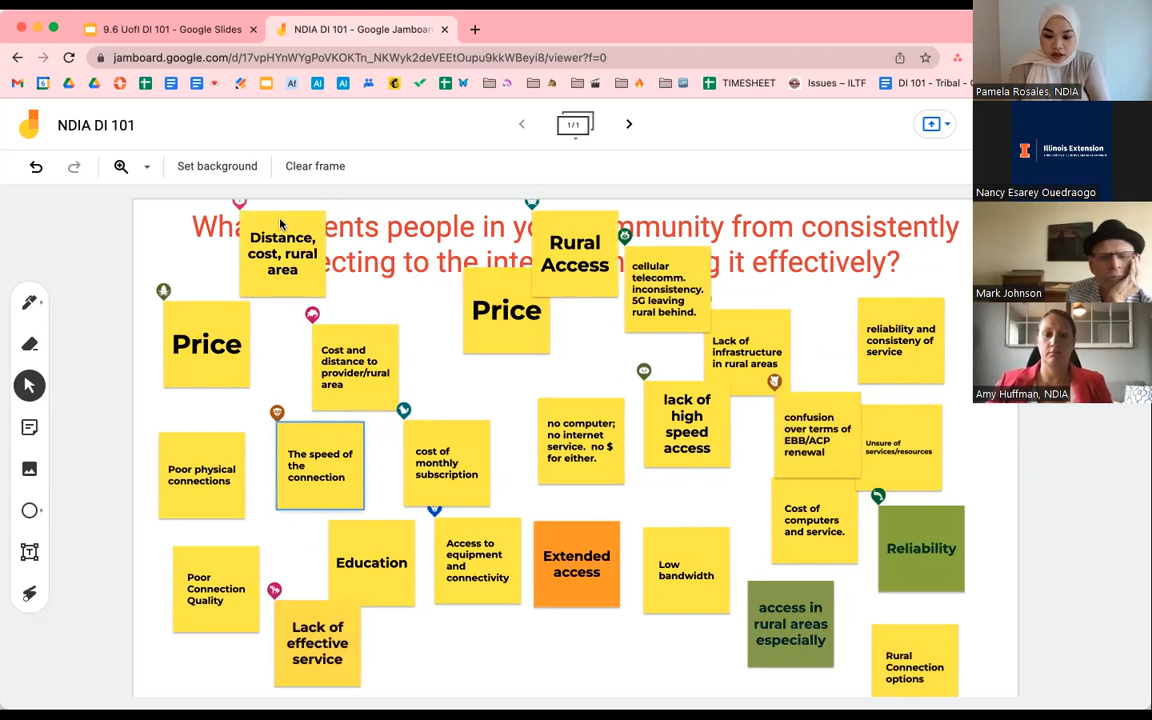 9.6 UofI DI 101 - Google Slides
NDIA DI 101 - Google Jamboard
jamboard.google.com/d/17vpHYnWYgPoVKOKTn_NKWyk2deVEEtOupu9kkWBeyi8/viewer?f=0
TIMESHEET
Issues – ILTF
DI 101 - Tribal -
NDIA DI 101
1/1
Set background
Clear frame
people in
community from consistently
to the
it effectively?
Distance,
cost, rural
area
Rural
Access
cellular
telecomm.
inconsistency.
5G leaving
rural behind.
Price
Price
Cost and
distance to
provider/rural
area
Lack of
infrastructure
in rural areas
reliability and
consisteny of
service
lack of
high
speed
access
no computer;
no internet
service. no $
for either.
confusion
over terms of
EBB/ACP
renewal
Unsure of
services/resources
Poor physical
connections
The speed of
the
connection
cost of
monthly
subscription
Cost of
computers
and service.
Reliability
Education
Access to
equipment
and
connectivity
Extended
access
Low
bandwidth
Poor
Connection
Quality
Lack of
effective
service
access in
rural areas
especially
Rural
Connection
options
Pamela Rosales, NDIA
Illinois Extension
Nancy Esarey Ouedraogo
Mark Johnson
Amy Huffman, NDIA